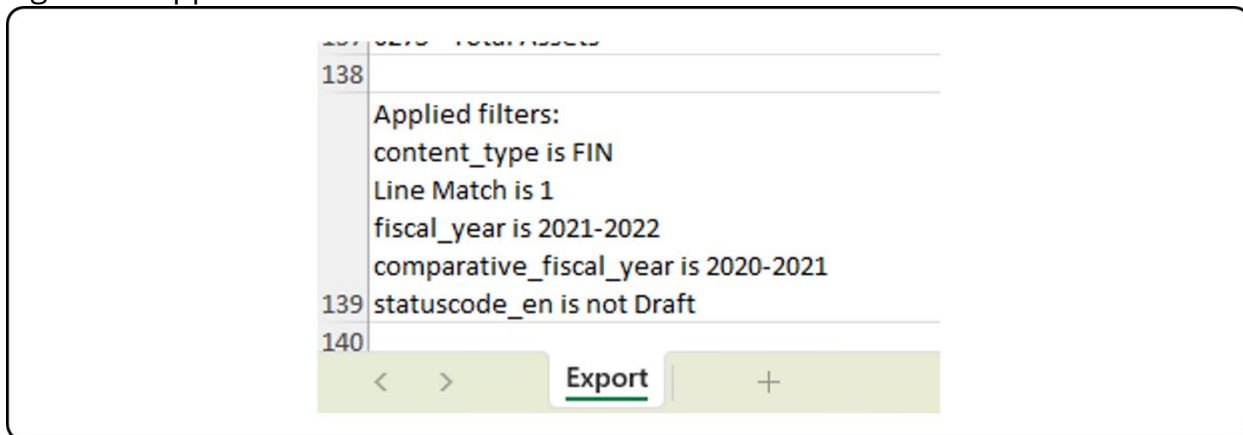 138
Applied filters:
content_type is FIN
Line Match is 1
fiscal_year is 2021-2022
comparative_fiscal_year is 2020-2021
139 statuscode_en is not Draft
140
< > Export +